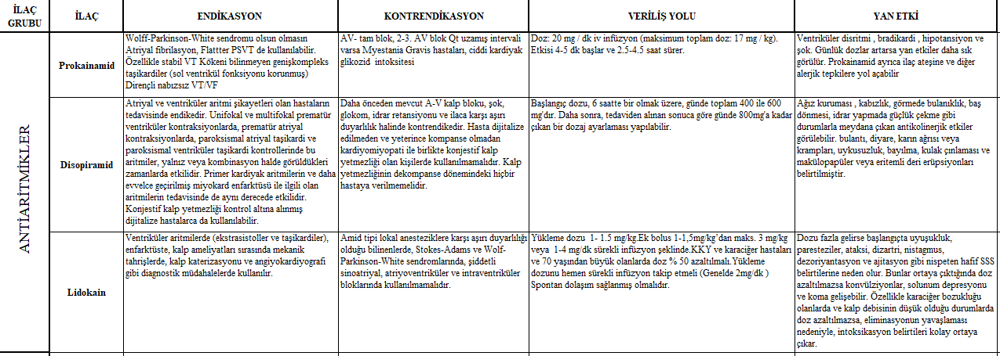 İLAÇ
GRUBU
İLAÇ
ENDİKASYON
KONTRENDİKASYON
VERİLİŞ YOLU
YAN ETKİ
ANTİARİTMİKLER
Prokainamid
Wolff-Parkinson-White sendromu olsun olmasın
Atriyal fibrilasyon, Flattter PSVT de kullanılabilir.
Özellikle stabil VT Kökeni bilinmeyen genişkompleks
taşikardiler (sol ventrikül fonksiyonu korunmuş)
Dirençli nabızsız VT/VF
AV- tam blok, 2-3. AV blok Qt uzamış intervali
varsa Myestania Gravis hastaları, ciddi kardiyak
glikozid  intoksitesi
Doz: 20 mg / dk iv infüzyon (maksimum toplam doz: 17 mg / kg).
Etkisi 4-5 dk başlar ve 2.5-4.5 saat sürer.
Ventriküler disritmi , bradikardi , hipotansiyon ve
şok. Günlük dozlar artarsa yan etkiler daha sık
görülür. Prokainamid ayrıca ilaç ateşine ve diğer
alerjik tepkilere yol açabilir
Disopiramid
Atriyal ve ventriküler aritmi şikayetleri olan hastaların
tedavisinde endikedir. Unifokal ve multifokal prematür
ventriküler kontraksiyonlarda, prematür atriyal
kontraksiyonlarda, paroksismal atriyal taşikardi ve
paroksismal ventriküler taşikardi kontrollerinde bu
aritmiler, yalnız veya kombinasyon halde görüldükleri
zamanlarda etkilidir. Primer kardiyak aritmilerin ve daha
evvelce geçirilmiş miyokard enfarktüsü ile ilgili olan
aritmilerin tedavisinde de aynı derecede etkilidir.
Konjestif kalp yetmezliği kontrol altına alınmış
dijitalize hastalarca da kullanılabilir.
Daha önceden mevcut A-V kalp bloku, şok,
glokom, idrar retansiyonu ve ilaca karşı aşırı
duyarlılık halinde kontrendikedir. Hasta dijitalize
edilmeden ve yeterince kompanse olmadan
kardiyomiyopati ile birlikte konjestif kalp
yetmezliği olan kişilerde kullanılmamalıdır. Kalp
yetmezliğinin dekompanse dönemindeki hiçbir
hastaya verilmemelidir.
Başlangıç dozu, 6 saatte bir olmak üzere, günde toplam 400 ile 600
mg'dır. Daha sonra, tedaviden alınan sonuca göre günde 800mg'a kadar
çıkan bir dozaj ayarlaması yapılabilir.
Ağız kuruması , kabızlık, görmede bulanıklık, baş
dönmesi, idrar yapmada güçlük çekme gibi
durumlarla meydana çıkan antikolinerjik etkiler
görülebilir. bulantı, diyare, karın ağrısı veya
krampları, uykusuzluk, bayılma, kulak çınlaması ve
makülopapüler veya eritemli deri erüpsiyonları
belirtilmiştir.
Lidokain
Ventriküler aritmilerde (ekstrasistoller ve taşikardiler),
enfarktüste, kalp ameliyatları sırasında mekanik
tahrişlerde, kalp kateterizasyonu ve angiyokardiyografi
gibi diagnostik müdahalelerde kullanılır.
Amid tipi lokal anesteziklere karşı aşırı duyarlılığı
olduğu bilinenlerde, Stokes-Adams ve Wolf-
Parkinson-White sendromlarında, şiddetli
sinoatriyal, atriyoventriküler ve intraventriküler
bloklarında kullanılmamalıdır.
Yükleme dozu  1- 1.5 mg/kg.Ek bolus 1-1,5mg/kg’dan maks. 3 mg/kg
veya  1-4 mg/dk sürekli infüzyon şeklinde.KKY ve karaciğer hastaları
ve 70 yaşından büyük olanlarda doz % 50 azaltılmalı.Yükleme
dozunu hemen sürekli infüzyon takip etmeli (Genelde 2mg/dk )
Spontan dolaşım sağlanmış olmalıdır.
Dozu fazla gelirse başlangıçta uyuşukluk,
paresteziler, ataksi, dizartri, nistagmus,
dezoriyantasyon ve ajitasyon gibi nispeten hafif SSS
belirtilerine neden olur. Bunlar ortaya çıktığında doz
azaltılmazsa konvülziyonlar, solunum depresyonu
ve koma gelişebilir. Özellikle karaciğer bozukluğu
olanlarda ve kalp debisinin düşük olduğu durumlarda
doz azaltılmazsa, eliminasyonun yavaşlaması
nedeniyle, intoksikasyon belirtileri kolay ortaya
çıkar.